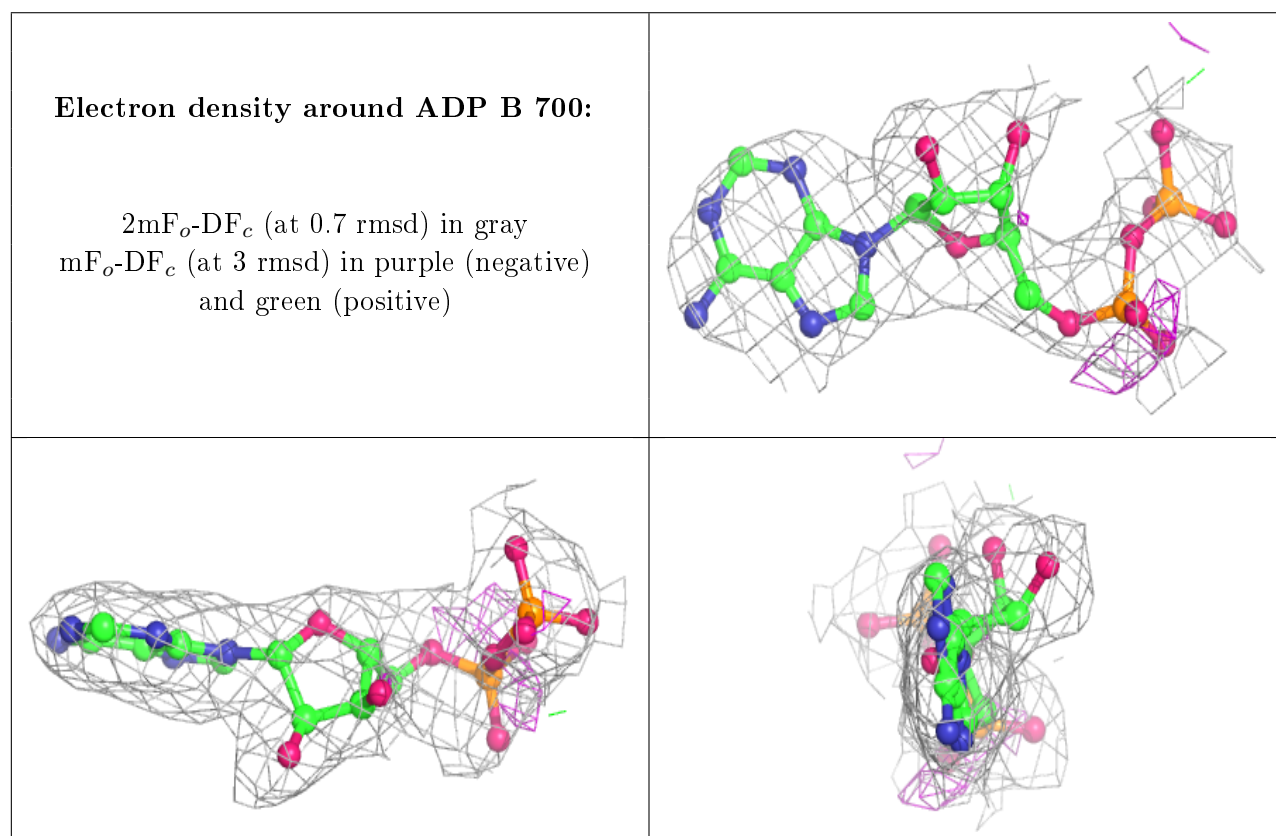 Electron density around ADP B 700:
2mFₒ-DF𝒸 (at 0.7 rmsd) in gray
mFₒ-DF𝒸 (at 3 rmsd) in purple (negative)
and green (positive)